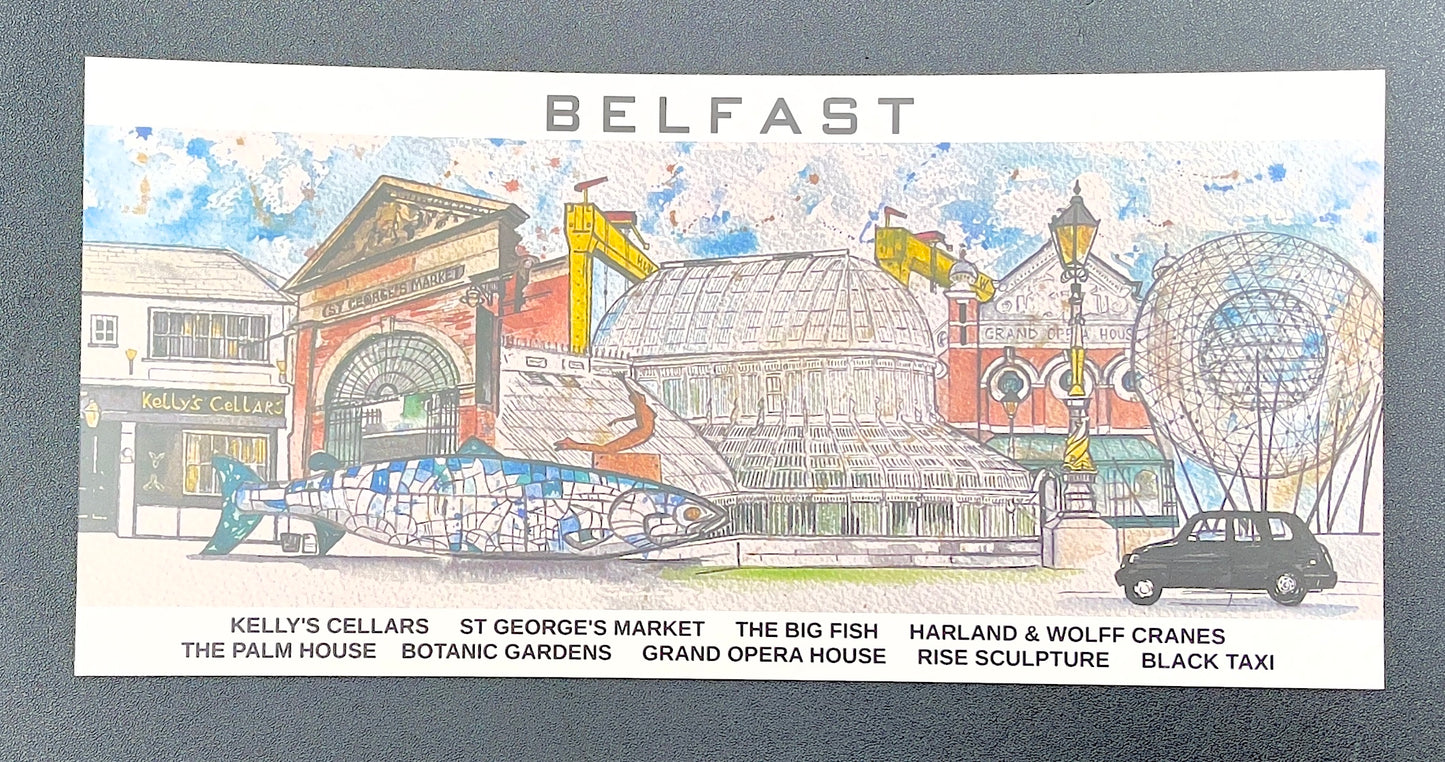 BELFAST
ST GEORGE'S MARKET
H&W
W
GRAND OPERA HOUSE
Kelly's Cellars
KELLY'S CELLARS ST GEORGE'S MARKET THE BIG FISH HARLAND & WOLFF CRANES
THE PALM HOUSE BOTANIC GARDENS GRAND OPERA HOUSE RISE SCULPTURE BLACK TAXI